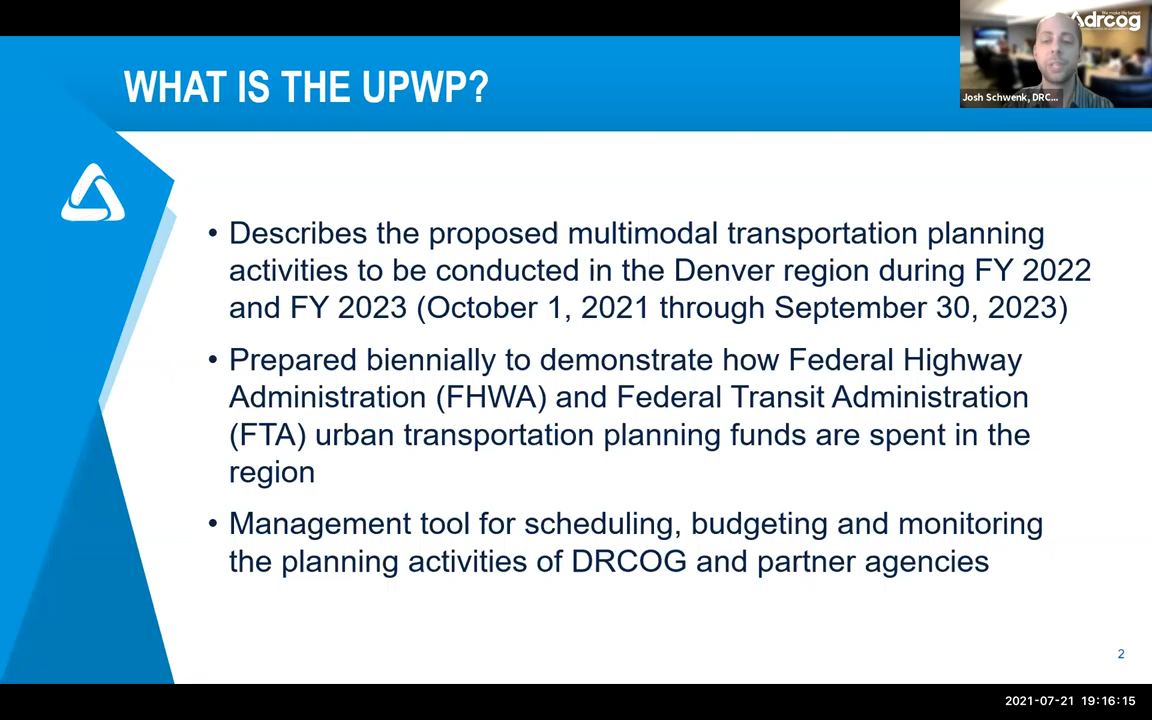 WHAT IS THE UPWP?
drcog
Josh Schwenk, DRC...
• Describes the proposed multimodal transportation planning
activities to be conducted in the Denver region during FY 2022
and FY 2023 (October 1, 2021 through September 30, 2023)
• Prepared biennially to demonstrate how Federal Highway
Administration (FHWA) and Federal Transit Administration
(FTA) urban transportation planning funds are spent in the
region
• Management tool for scheduling, budgeting and monitoring
the planning activities of DRCOG and partner agencies
2
2021-07-21 19:16:15